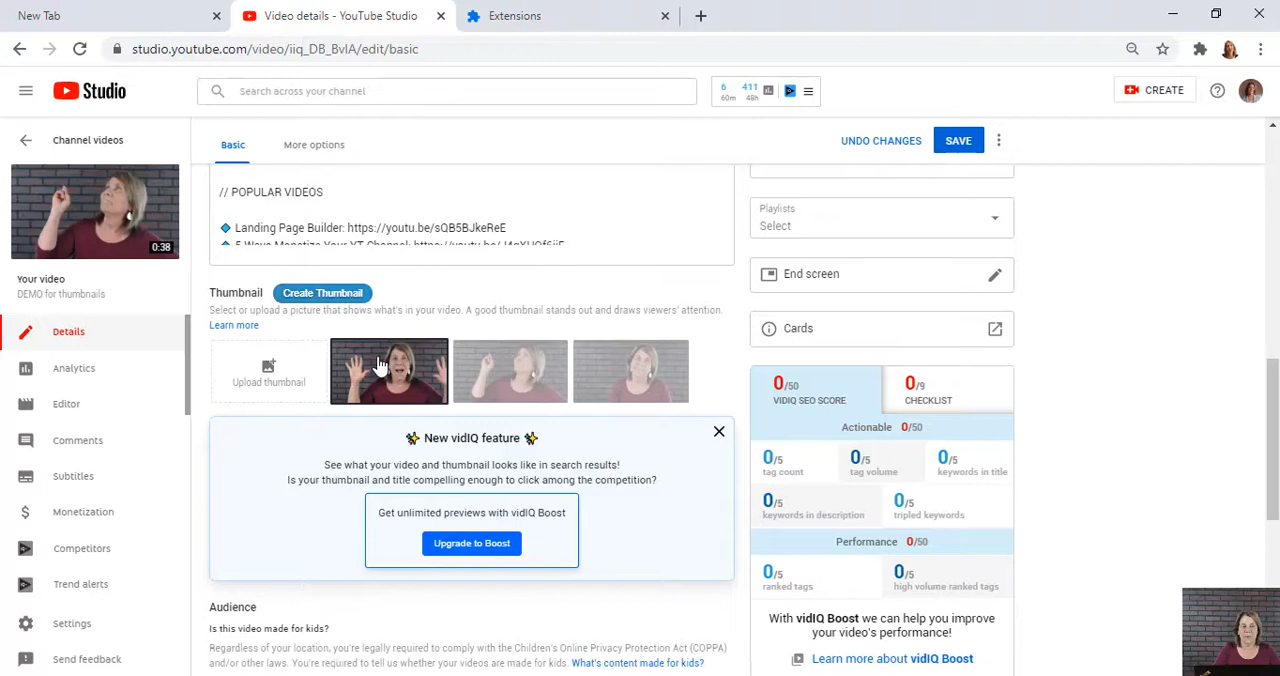 New Tab
Video details - YouTube Studio
Extensions
studio.youtube.com/video/iiq_DB_BvIA/edit/basic
Studio
Search across your channel
6 411
60m 48h
CREATE
Channel videos
Basic
More options
UNDO CHANGES
SAVE
0:38
Your video
DEMO for thumbnails
Details
Analytics
Editor
Comments
Subtitles
Monetization
Competitors
Trend alerts
Settings
Send feedback
// POPULAR VIDEOS
Landing Page Builder: https://youtu.be/sQB5BJkeReE
Thumbnail
Create Thumbnail
Select or upload a picture that shows what's in your video. A good thumbnail stands out and draws viewers' attention.
Learn more
Upload thumbnail
New vidIQ feature
See what your video and thumbnail looks like in search results!
Is your thumbnail and title compelling enough to click among the competition?
Get unlimited previews with vidIQ Boost
Upgrade to Boost
Audience
Is this video made for kids?
Regardless of your location, you're legally required to comply with the Children's Online Privacy Protection Act (COPPA)
and/or other laws. You're required to tell us whether your videos are made for kids. What's content made for kids?
Playlists
Select
End screen
Cards
0/50
VIDIQ SEO SCORE
0/9
CHECKLIST
Actionable 0/50
0/5 0/5 0/5
tag count tag volume keywords in title
0/5 0/5
keywords in description tripled keywords
Performance 0/50
0/5 0/5
ranked tags high volume ranked tags
With vidIQ Boost we can help you improve
your video's performance!
Learn more about vidIQ Boost